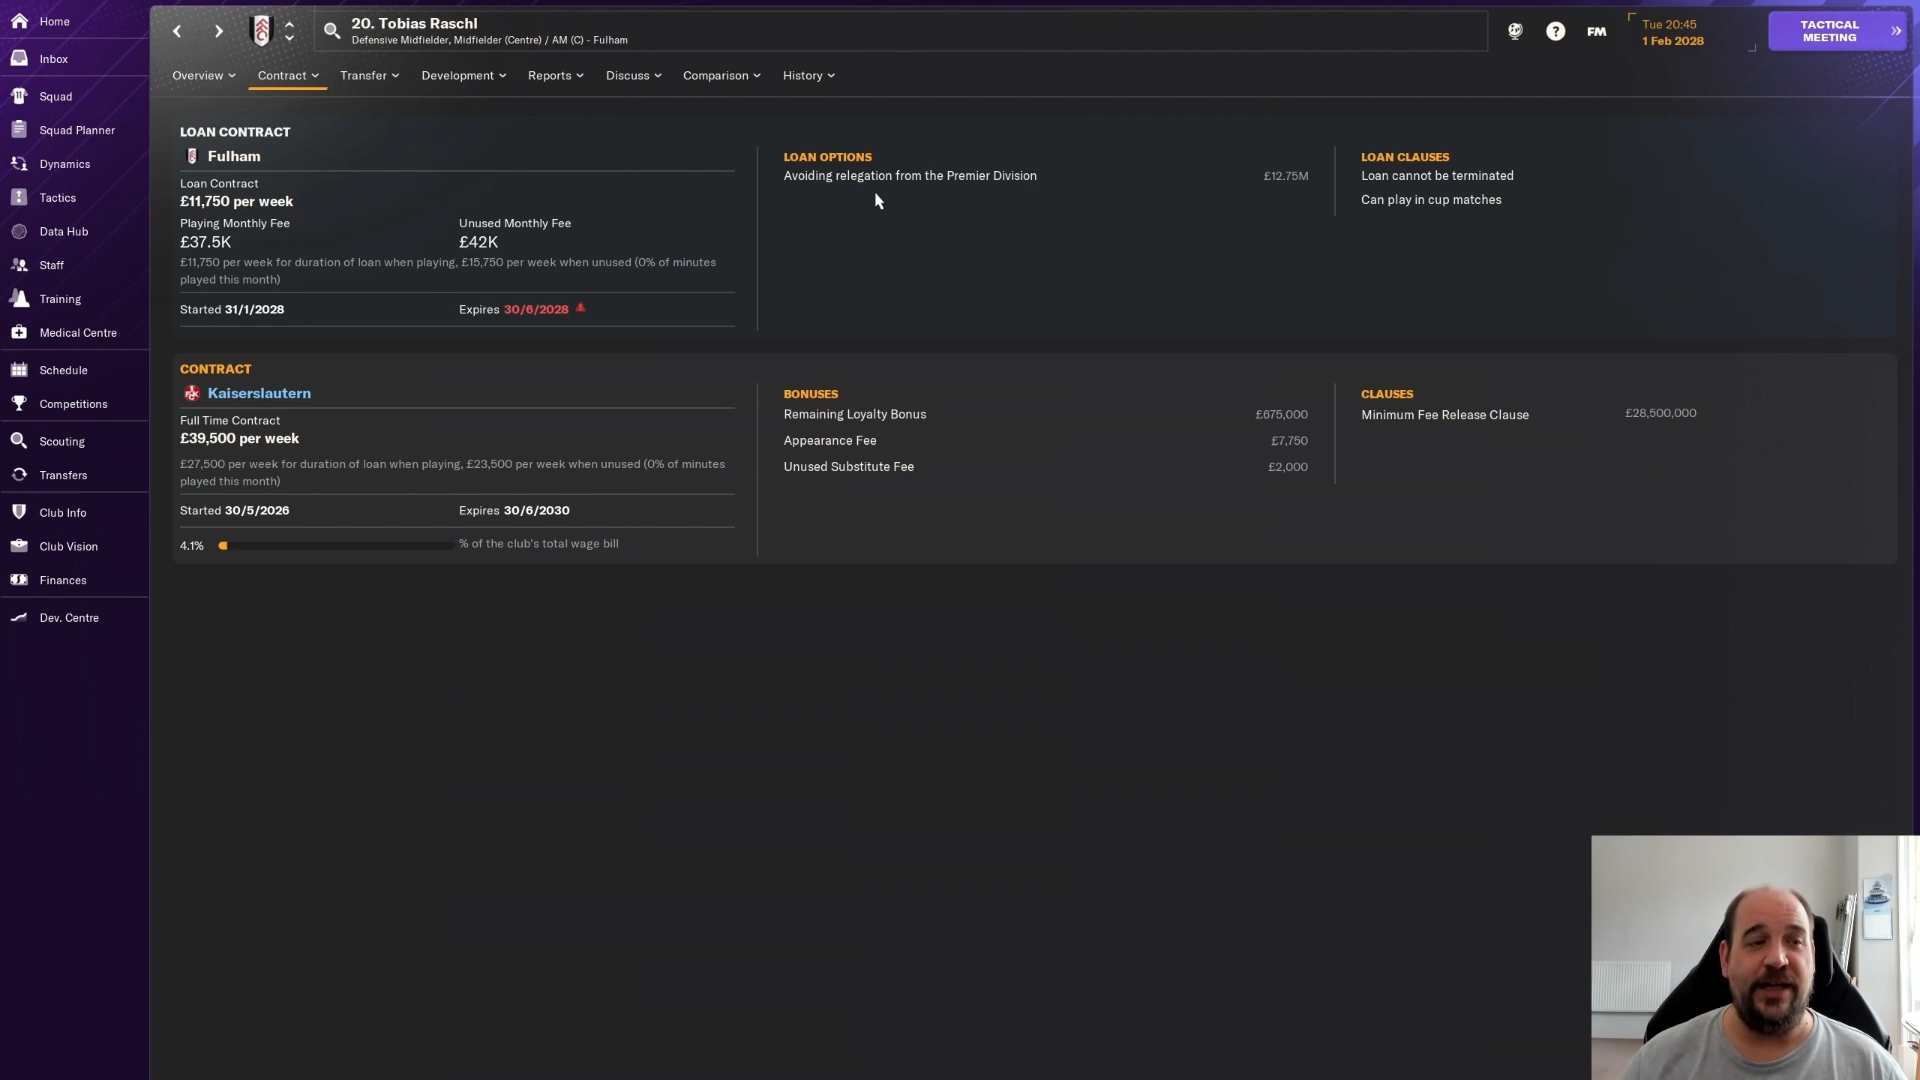 Home
Inbox
Squad
Squad Planner
Dynamics
Tactics
Data Hub
Staff
Training
Medical Centre
Schedule
Competitions
Scouting
Transfers
Club Info
Club Vision
Finances
Dev. Centre
20. Tobias Raschl
Defensive Midfielder, Midfielder (Centre) / AM (C) - Fulham
FM
Tue 20:45
1 Feb 2028
TACTICAL
MEETING
Overview
Contract
Transfer
Development
Reports
Discuss
Comparison
History
LOAN CONTRACT
Fulham
Loan Contract
£11,750 per week
Playing Monthly Fee
£37.5K
Unused Monthly Fee
£42K
£11,750 per week for duration of loan when playing, £15,750 per week when unused (0% of minutes
played this month)
Started 31/1/2028
Expires 30/6/2028
LOAN OPTIONS
Avoiding relegation from the Premier Division £12.75M
LOAN CLAUSES
Loan cannot be terminated
Can play in cup matches
CONTRACT
Kaiserslautern
Full Time Contract
£39,500 per week
£27,500 per week for duration of loan when playing, £23,500 per week when unused (0% of minutes
played this month)
Started 30/5/2026
Expires 30/6/2030
4.1% % of the club's total wage bill
BONUSES
Remaining Loyalty Bonus £675,000
Appearance Fee £7,750
Unused Substitute Fee £2,000
CLAUSES
Minimum Fee Release Clause £28,500,000